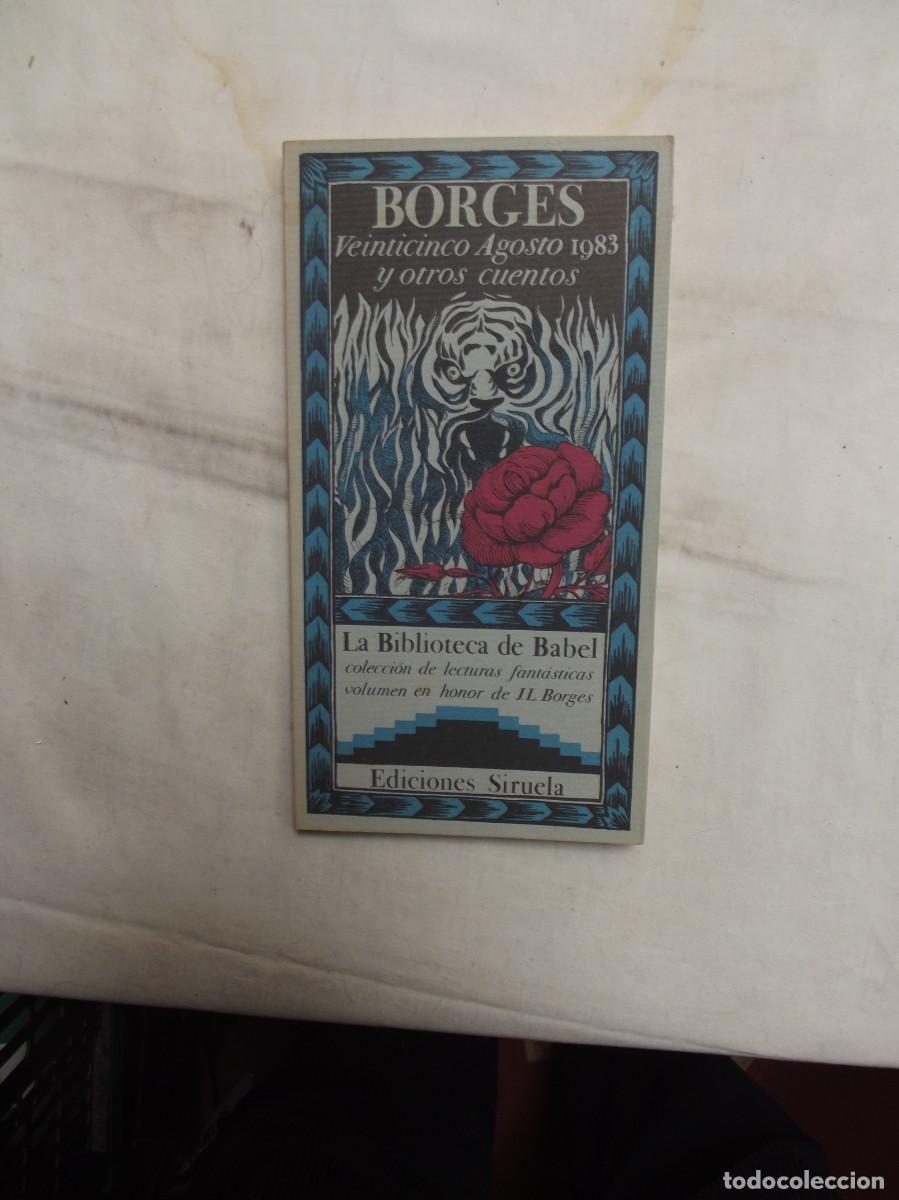 BORGES
Veinticinco Agosto 1983
y otros cuentos
La Biblioteca de Babel
colección de lecturas fantásticas
volumen en honor de J.L. Borges
Ediciones Siruela
todocoleccion